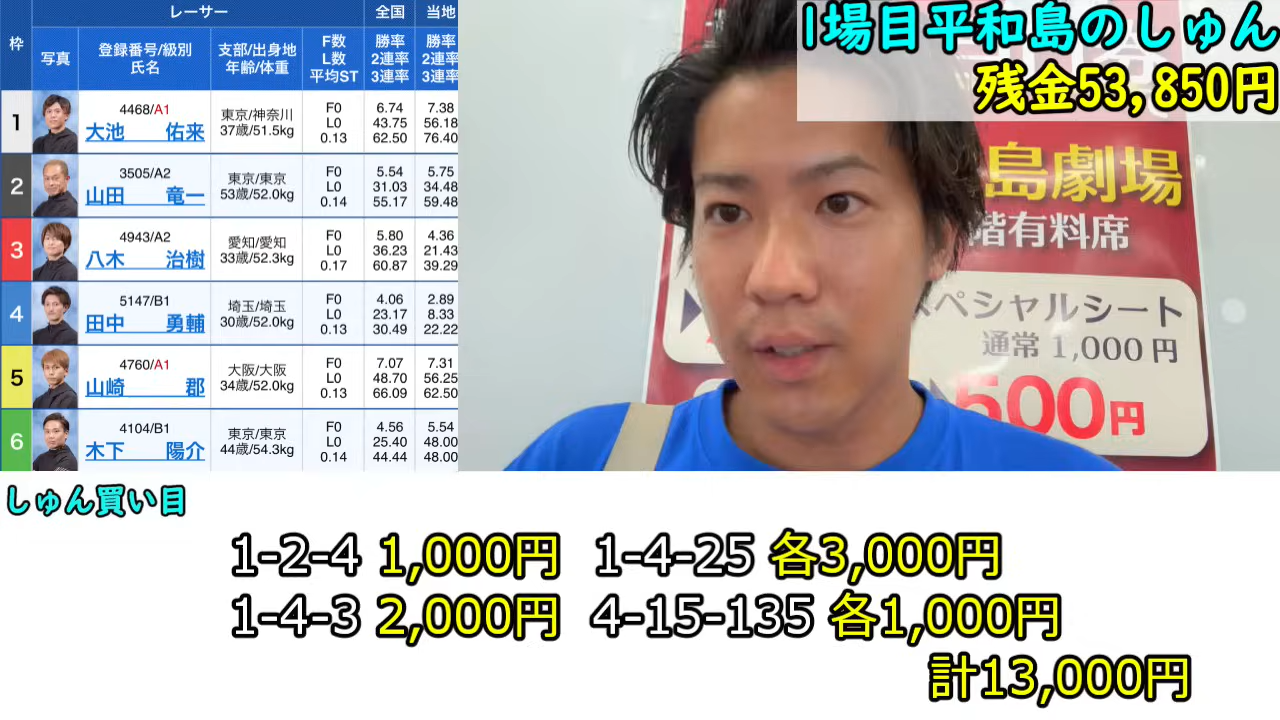 レーサー 全国 当地
枠 写真 登録番号/級別 氏名 支部/出身地 年齢/体重 F数 L数 平均ST 勝率 2連率 3連率 勝率 2連率 3連率
1 4468/A1 大池 佑来 東京/神奈川 37歳/51.5kg F0 L0 0.13 6.74 43.75 62.50 7.38 56.18 76.40
2 3505/A2 山田 竜一 東京/東京 53歳/52.0kg F0 L0 0.14 5.54 31.03 55.17 5.75 34.48 59.48
3 4943/A2 八木 治樹 愛知/愛知 33歳/52.3kg F0 L0 0.17 5.80 36.23 60.87 4.36 21.43 39.29
4 5147/B1 田中 勇輔 埼玉/埼玉 30歳/52.0kg F0 L0 0.13 4.06 23.17 30.49 2.89 8.33 22.22
5 4760/A1 山崎 郡 大阪/大阪 34歳/52.0kg F0 L0 0.13 7.07 48.70 66.09 7.31 56.25 62.50
6 4104/B1 木下 陽介 東京/東京 44歳/54.3kg F0 L0 0.14 4.56 25.40 44.44 5.54 48.00 48.00
1場目平和島のしゅん
残金53,850円
島劇場
階有料席
スペシャルシート
通常 1,000円
500円
しゅん買い目
1-2-4 1,000円 1-4-25 各3,000円
1-4-3 2,000円 4-15-135 各1,000円
計13,000円